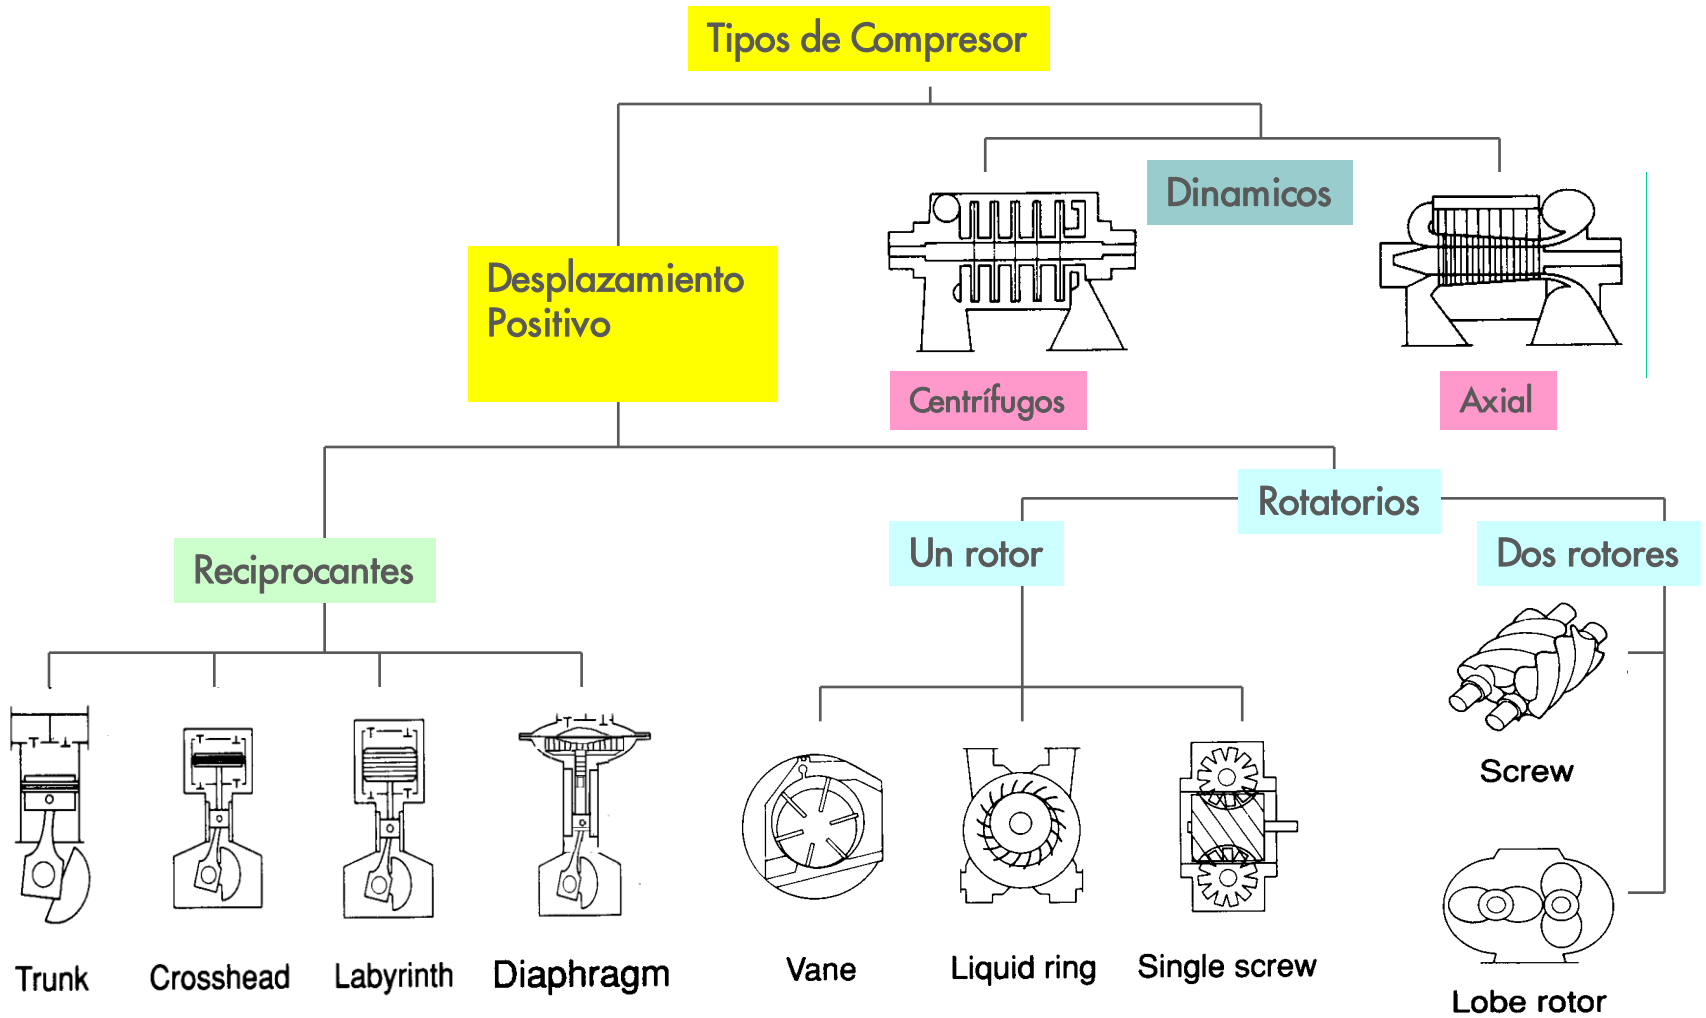 Tipos de Compresor
Dinamicos
Desplazamiento
Positivo
Centrífugos
Axial
Rotatorios
Un rotor
Dos rotores
Reciprocantes
Screw
Trunk
Crosshead
Labyrinth
Diaphragm
Vane
Liquid ring
Single screw
Lobe rotor